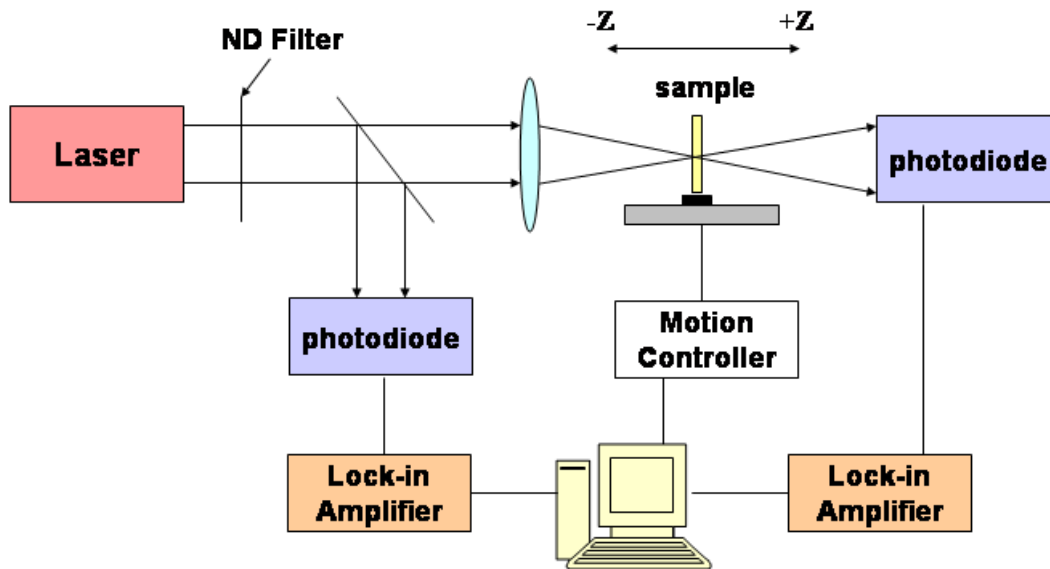 -Z
+Z
ND Filter
sample
Laser
photodiode
photodiode
Motion
Controller
Lock-in
Amplifier
Lock-in
Amplifier